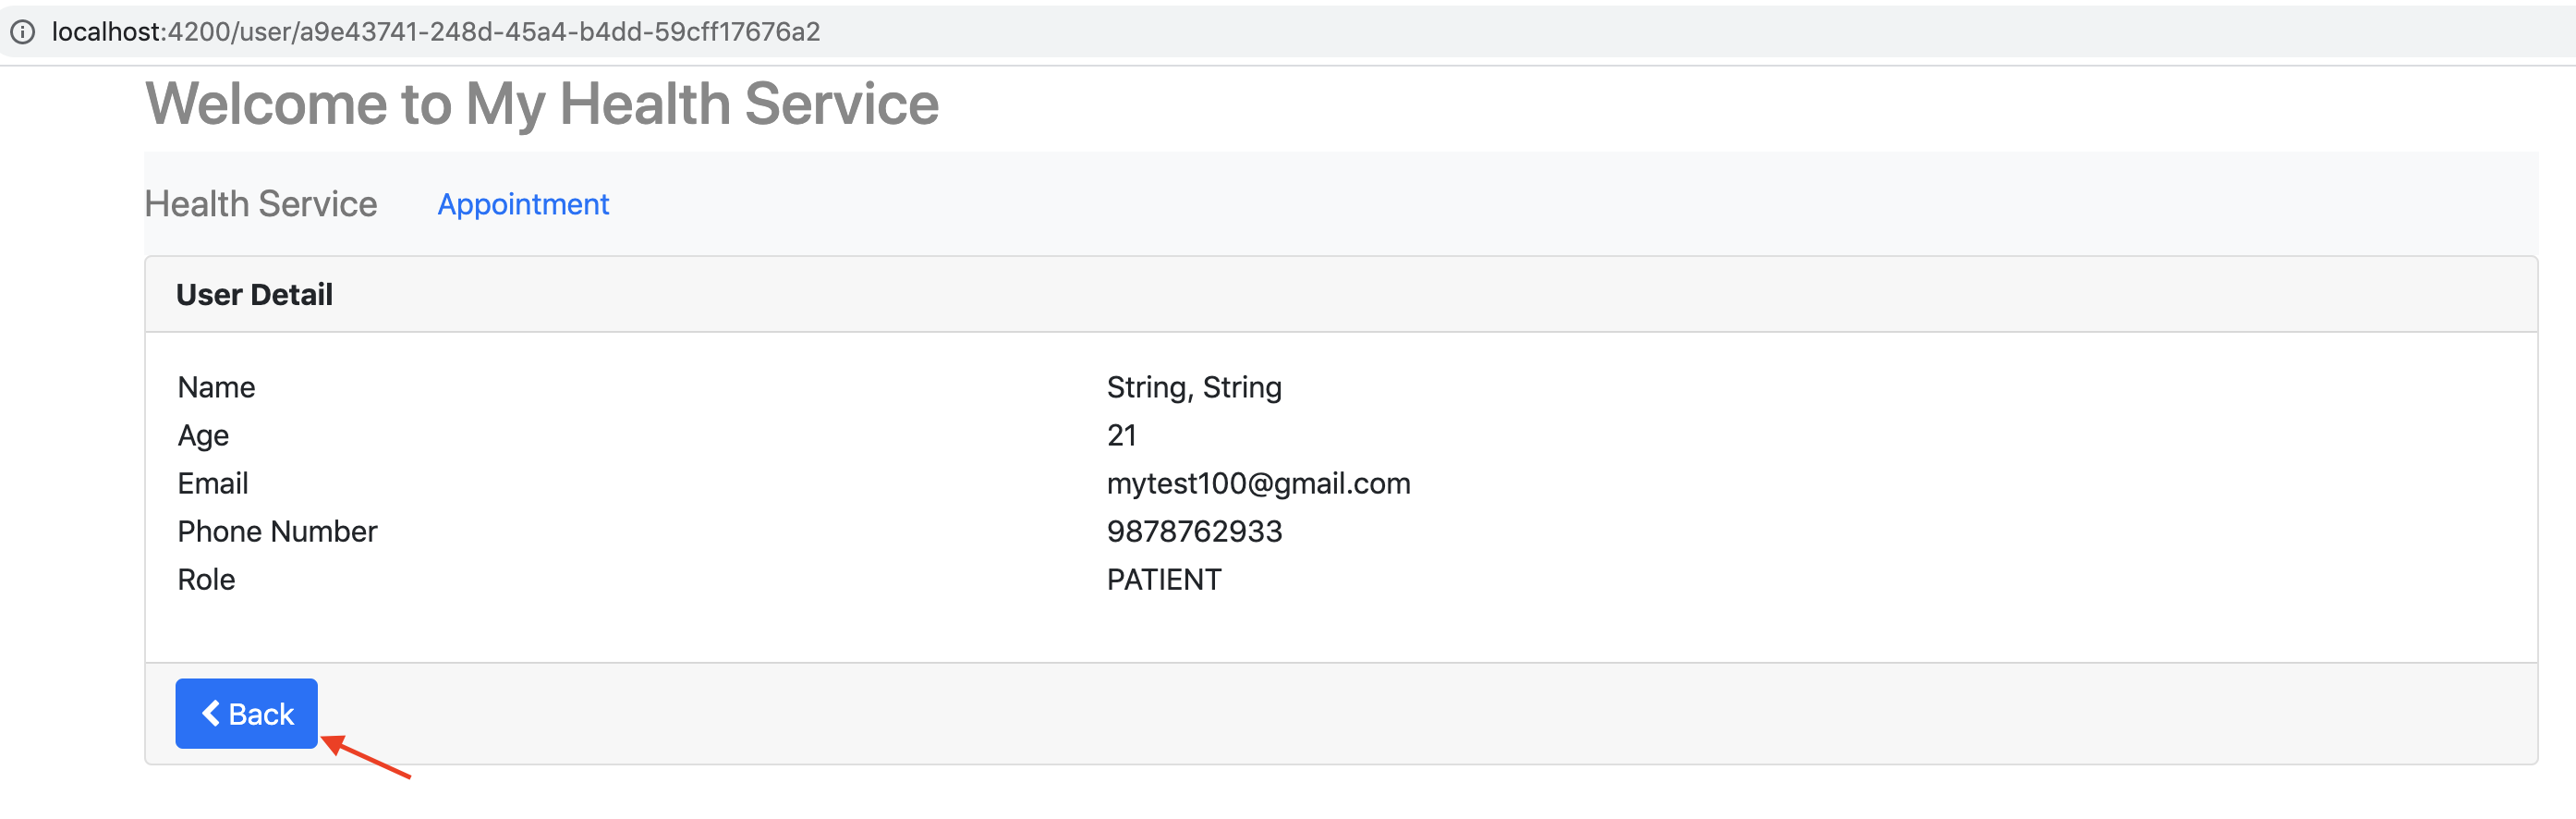 localhost:4200/user/a9e43741-248d-45a4-b4dd-59cff17676a2
Welcome to My Health Service
Health Service Appointment
User Detail
Name String, String
Age 21
Email mytest100@gmail.com
Phone Number 9878762933
Role PATIENT
Back